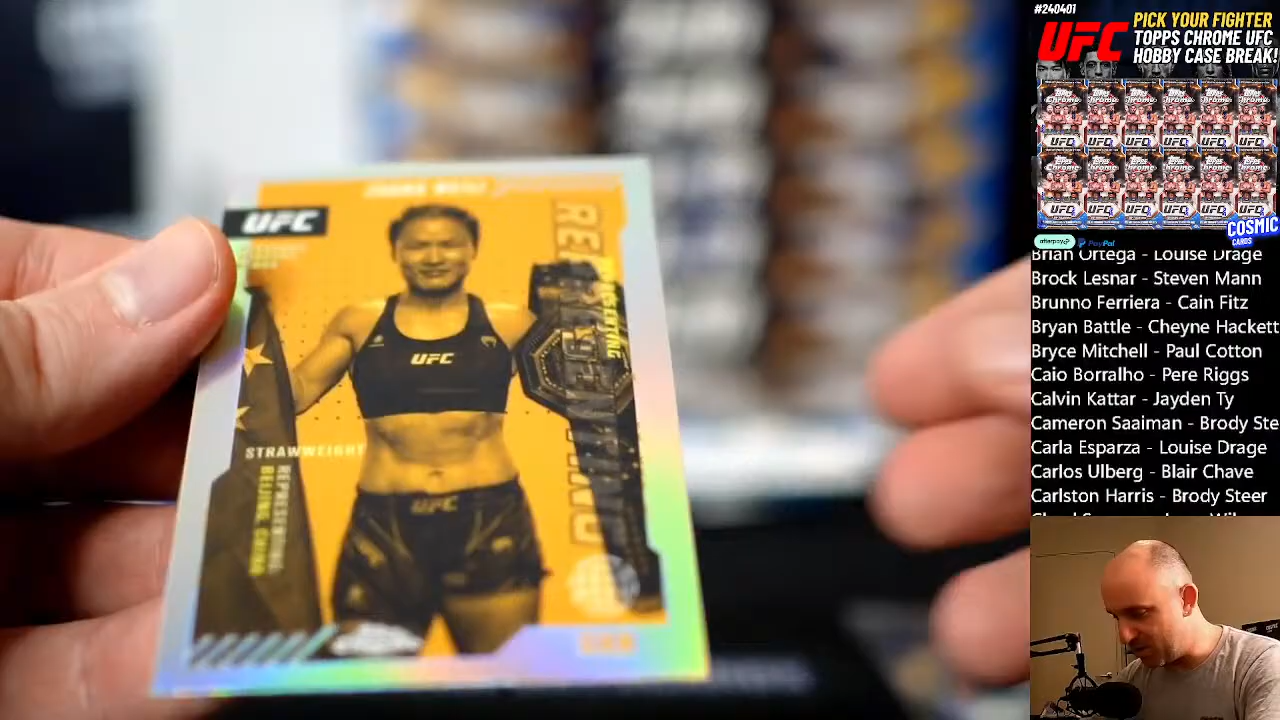 #240401
UFC
PICK YOUR FIGHTER
TOPPS CHROME UFC
HOBBY CASE BREAK!
COSMIC
CARDS
afterpay
PayPal
Brian Ortega - Louise Drage
Brock Lesnar - Steven Mann
Brunno Ferriera - Cain Fitz
Bryan Battle - Cheyne Hackett
Bryce Mitchell - Paul Cotton
Caio Borralho - Pere Riggs
Calvin Kattar - Jayden Ty
Cameron Saaiman - Brody Ste
Carla Esparza - Louise Drage
Carlos Ulberg - Blair Chave
Carlston Harris - Brody Steer
UFC
UFC
STRAWWEIGHT
REPRESENTING
BEIJING, CHINA
UFC